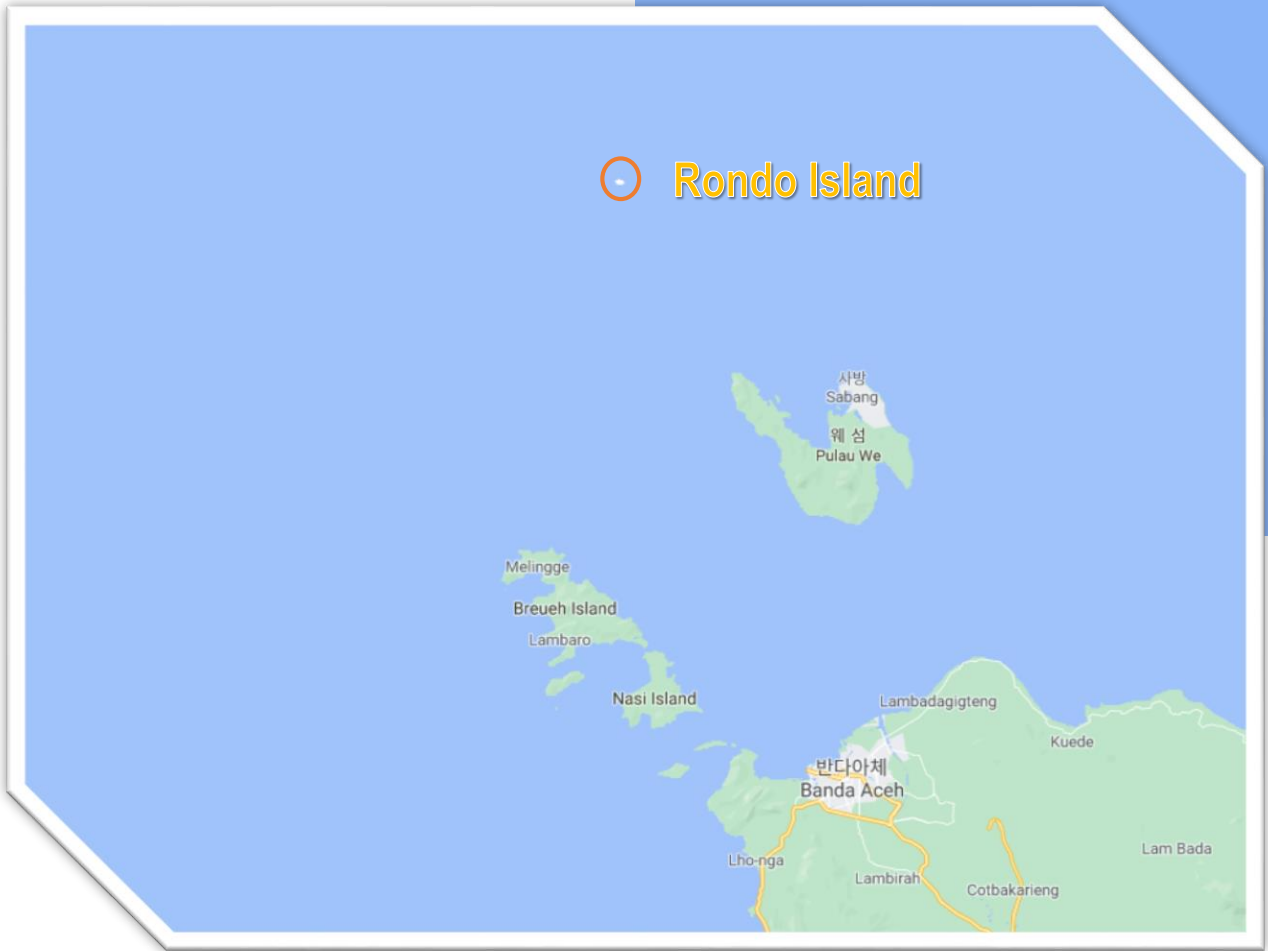 Rondo Island
사방
Sabang
웨 섬
Pulau We
Melingge
Breueh Island
Lambaro
Nasi Island
Lambadagigteng
Kuede
반다아체
Banda Aceh
Lho-nga
Lambirah
Cotbakarieng
Lam Bada